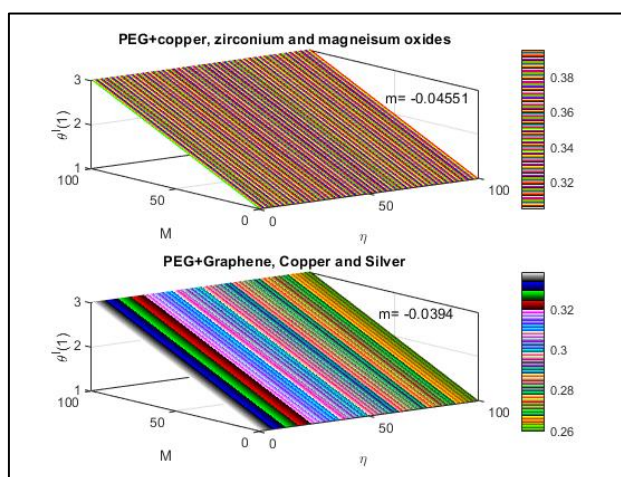 PEG+copper, zirconium and magneisum oxides
3
2
1
θᴵ(1)
100
50
0
M
0
50
100
η
m= -0.04551
0.38
0.36
0.34
0.32
PEG+Graphene, Copper and Silver
3
2
1
θᴵ(1)
100
50
0
M
0
50
100
η
m= -0.0394
0.32
0.3
0.28
0.26